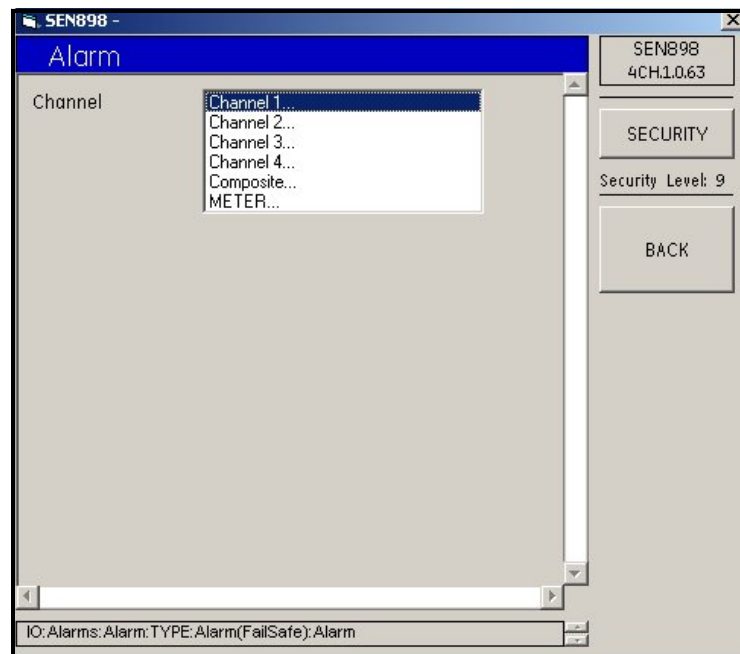 SEN898 -
Alarm
SEN898
4CH.1.0.63
Channel
Channel 1...
Channel 2...
Channel 3...
Channel 4...
Composite...
METER...
SECURITY
Security Level: 9
BACK
IO:Alarms:Alarm:TYPE:Alarm(FailSafe):Alarm